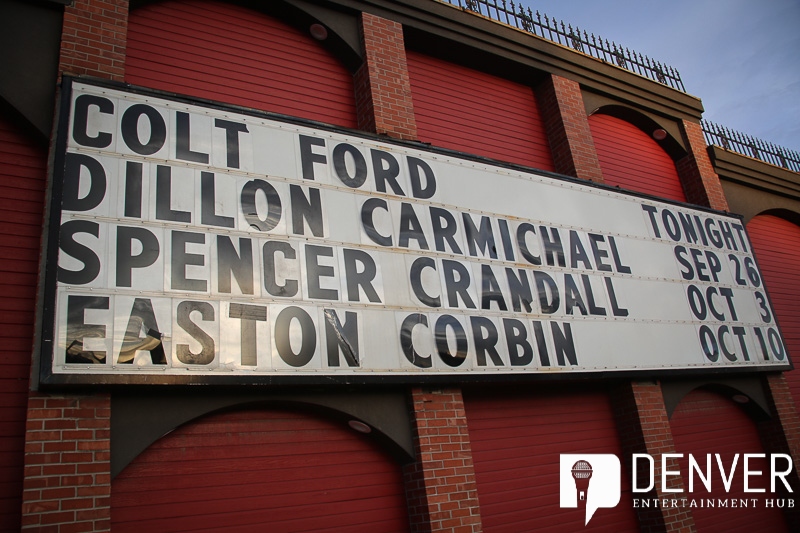 COLT FORD TONIGHT
DILLON CARMICHAEL SEP 26
SPENCER CRANDALL OCT 3
EASTON CORBIN OCT 10
DENVER
ENTERTAINMENT HUB